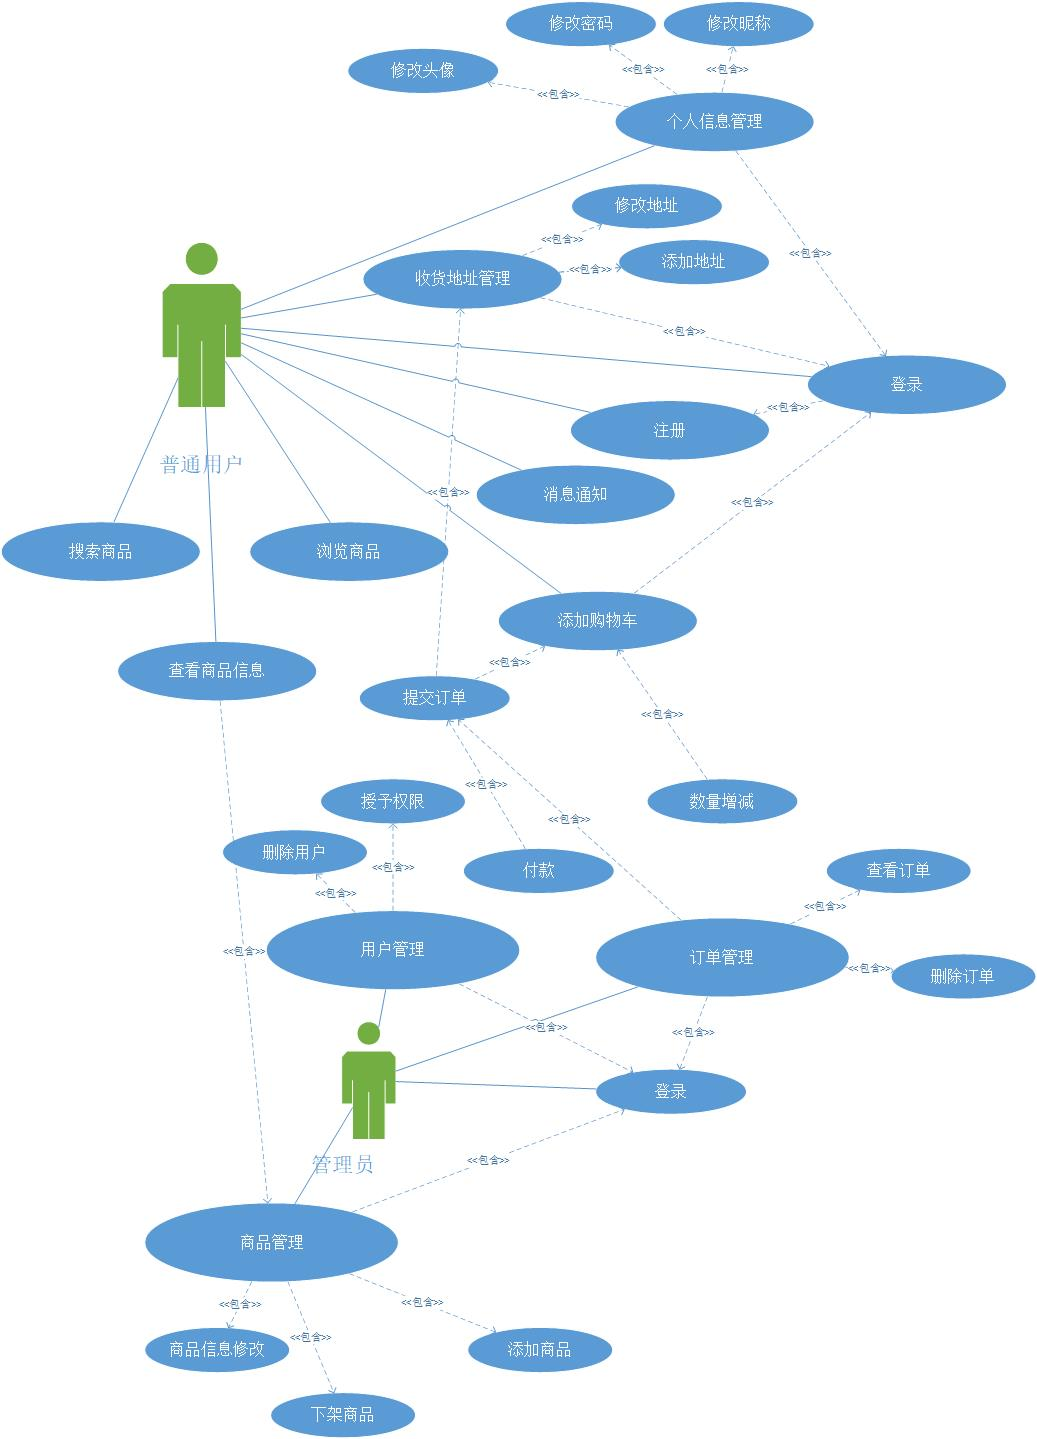 修改密码
修改昵称
修改头像
<<包含>>
<<包含>>
<<包含>>
个人信息管理
修改地址
<<包含>>
<<包含>>
添加地址
<<包含>>
收货地址管理
<<包含>>
登录
<<包含>>
注册
普通用户
消息通知
<<包含>>
<<包含>>
搜索商品
浏览商品
添加购物车
查看商品信息
<<包含>>
提交订单
<<包含>>
<<包含>>
授予权限
数量增减
<<包含>>
删除用户
<<包含>>
付款
查看订单
<<包含>>
<<包含>>
用户管理
<<包含>>
订单管理
<<包含>>
删除订单
<<包含>>
<<包含>>
登录
<<包含>>
管理员
商品管理
<<包含>>
<<包含>>
<<包含>>
商品信息修改
添加商品
下架商品